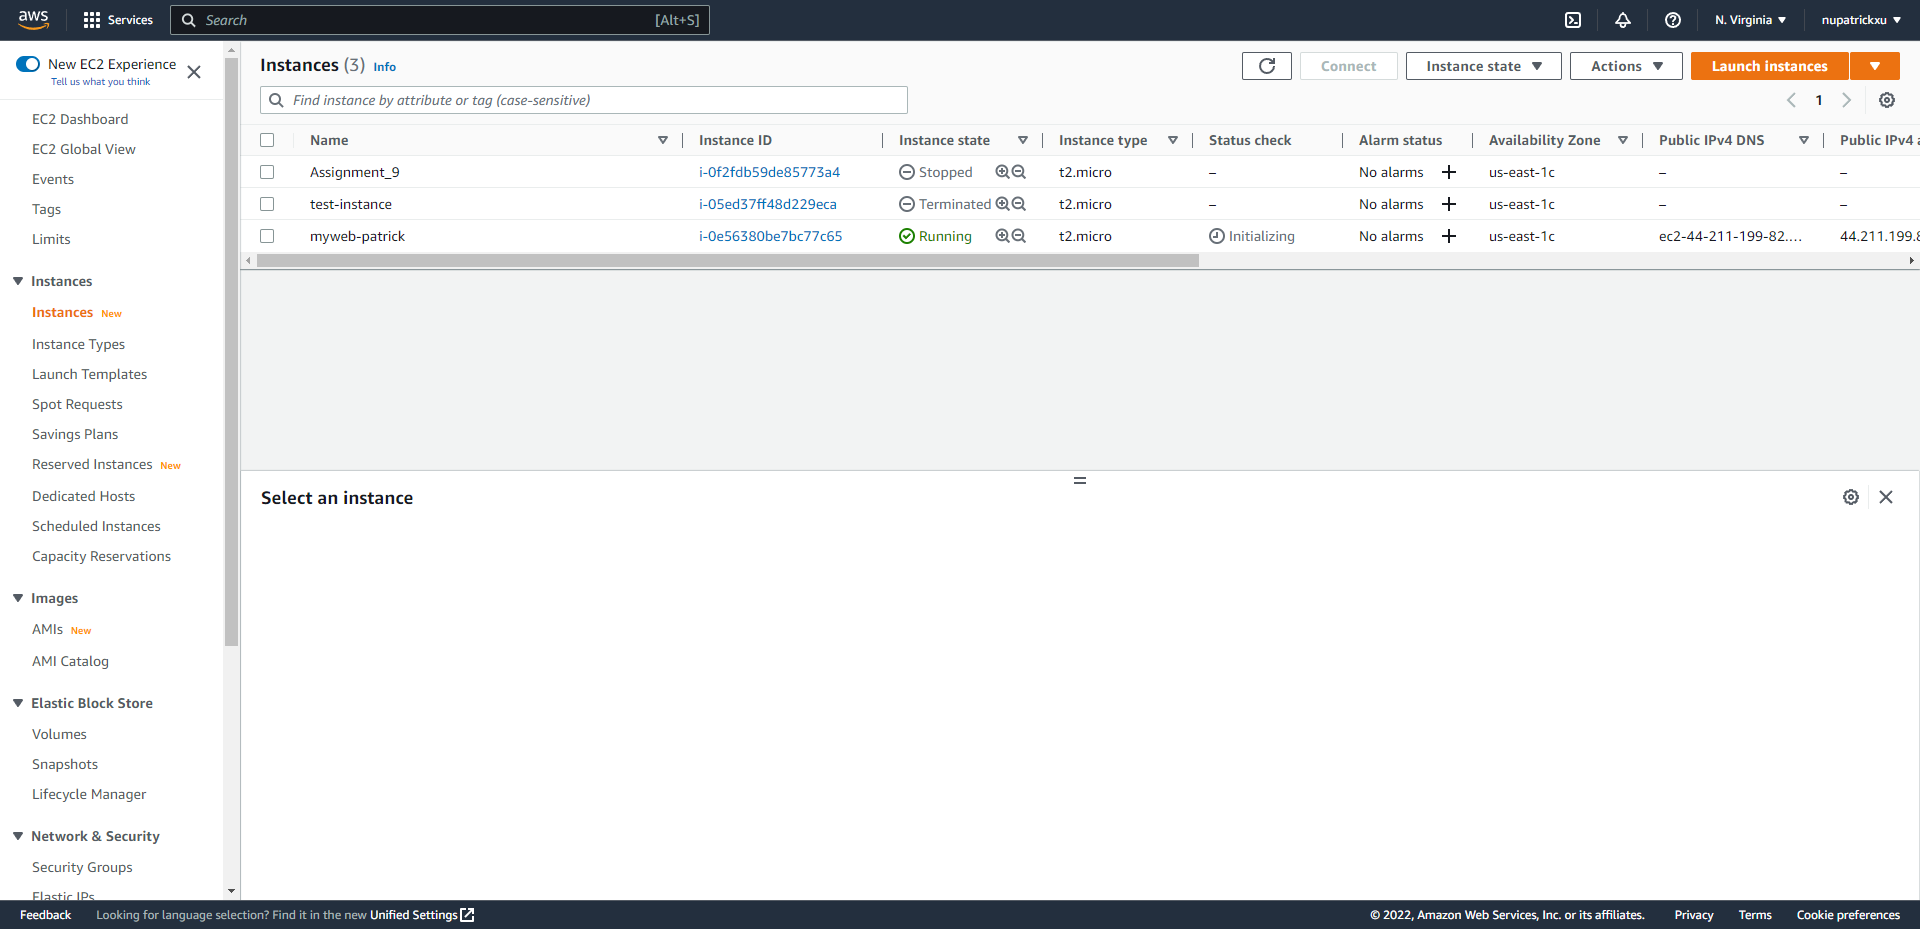 aws Services Search [Alt+S] N. Virginia nupatrickxu
New EC2 Experience
Tell us what you think
EC2 Dashboard
EC2 Global View
Events
Tags
Limits
Instances
Instances New
Instance Types
Launch Templates
Spot Requests
Savings Plans
Reserved Instances New
Dedicated Hosts
Scheduled Instances
Capacity Reservations
Images
AMIs New
AMI Catalog
Elastic Block Store
Volumes
Snapshots
Lifecycle Manager
Network & Security
Security Groups
Elastic IPs
Instances (3) Info Connect Instance state Actions Launch instances
Find instance by attribute or tag (case-sensitive) 1
Name Instance ID Instance state Instance type Status check Alarm status Availability Zone Public IPv4 DNS Public IPv4 a
Assignment_9 i-0f2fdb59de85773a4 Stopped t2.micro – No alarms + us-east-1c – –
test-instance i-05ed37ff48d229eca Terminated t2.micro – No alarms + us-east-1c – –
myweb-patrick i-0e56380be7bc77c65 Running t2.micro Initializing No alarms + us-east-1c ec2-44-211-199-82.... 44.211.199.8
Select an instance
Feedback Looking for language selection? Find it in the new Unified Settings © 2022, Amazon Web Services, Inc. or its affiliates. Privacy Terms Cookie preferences